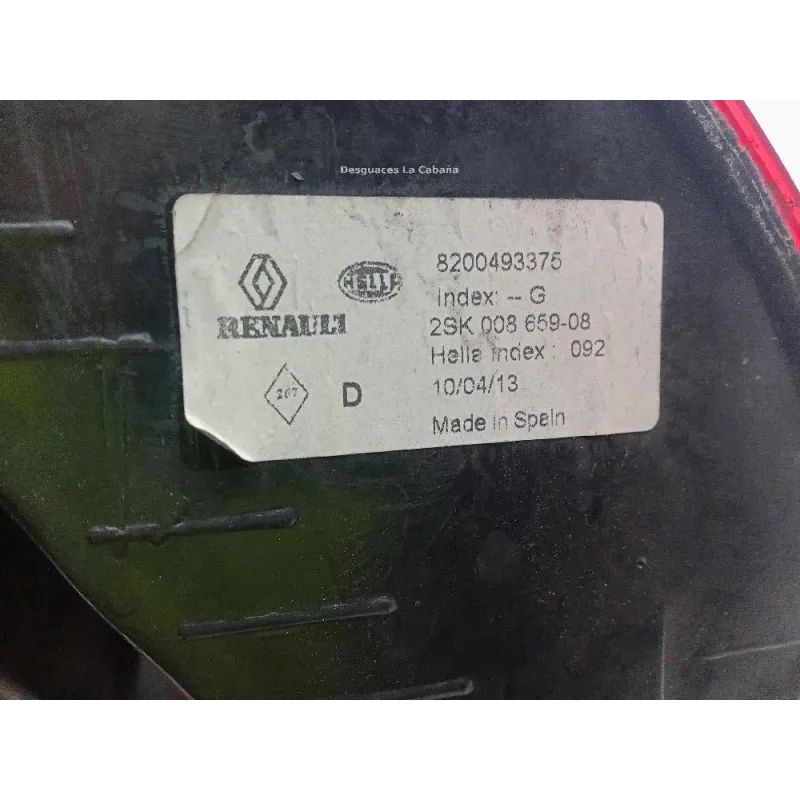 Desguaces La Cabaña
RENAULT
HELLA
8200493375
Index: -- G
2SK 008 659-08
Hella Index : 092
267
D
10/04/13
Made in Spain